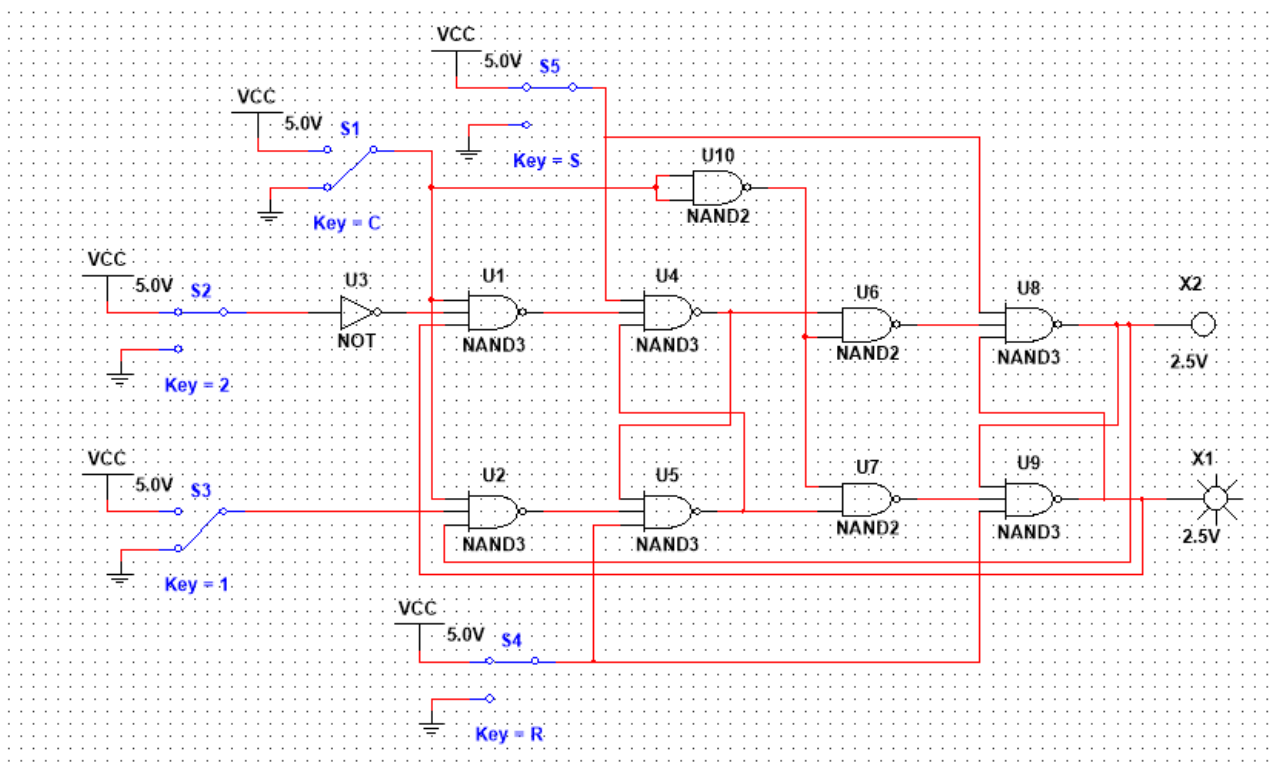 VCC
5.0V
S5
Key = S
VCC
5.0V
S1
Key = C
U10
NAND2
VCC
5.0V
S2
Key = 2
U3
NOT
U1
NAND3
U4
NAND3
U6
NAND2
U8
NAND3
X2
2.5V
VCC
5.0V
S3
Key = 1
U2
NAND3
U5
NAND3
U7
NAND2
U9
NAND3
X1
2.5V
VCC
5.0V
S4
Key = R